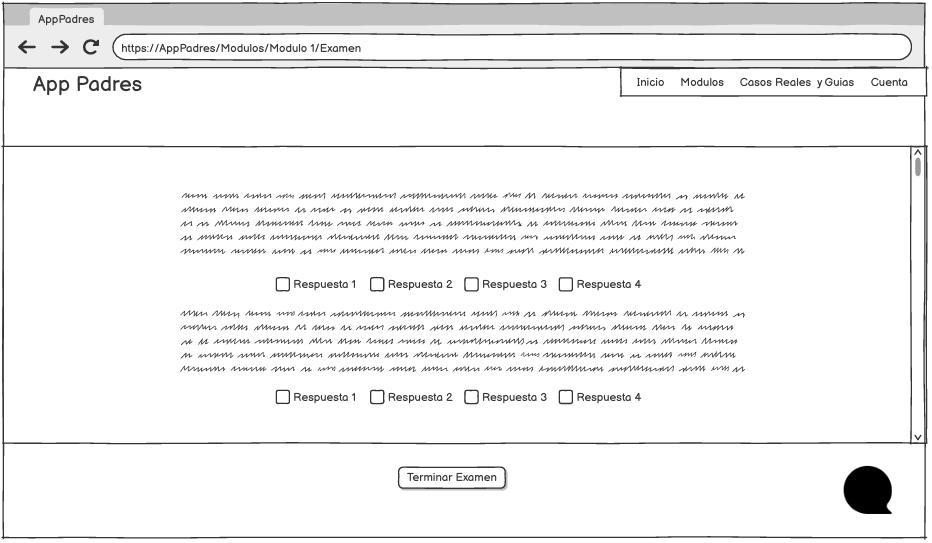 AppPadres
https://AppPadres/Modulos/Modulo 1/Examen
App Padres
Inicio Modulos Casos Reales y Guias Cuenta
Respuesta 1 Respuesta 2 Respuesta 3 Respuesta 4
Respuesta 1 Respuesta 2 Respuesta 3 Respuesta 4
Terminar Examen